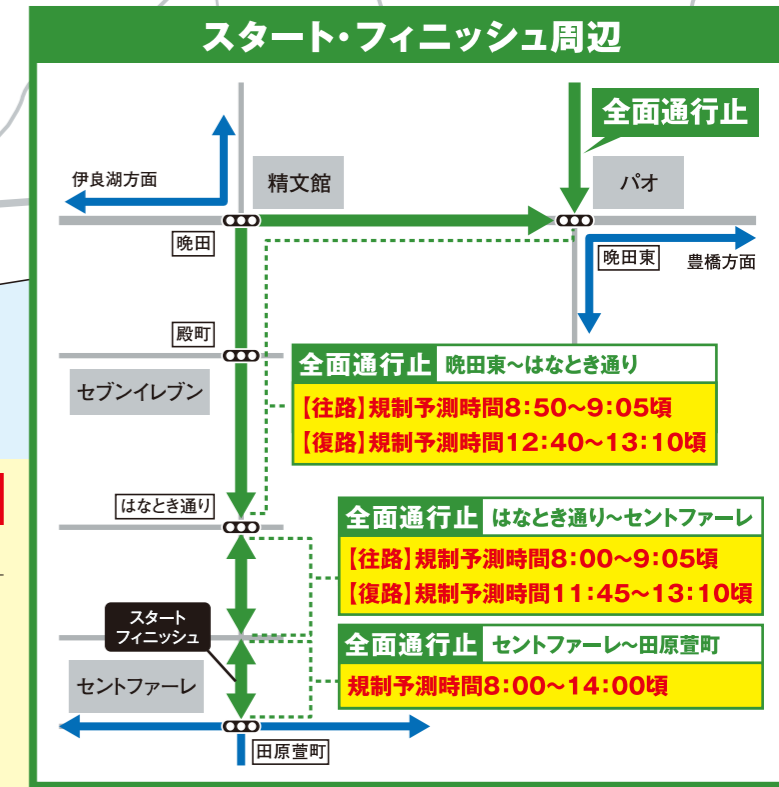 スタート・フィニッシュ周辺
全面通行止
伊良湖方面
精文館
パオ
晩田
晩田東
豊橋方面
殿町
セブンイレブン
全面通行止 晩田東～はなとき通り
【往路】規制予測時間8:50～9:05頃
【復路】規制予測時間12:40～13:10頃
はなとき通り
全面通行止 はなとき通り～セントファーレ
【往路】規制予測時間8:00～9:05頃
【復路】規制予測時間11:45～13:10頃
スタート
フィニッシュ
全面通行止 セントファーレ～田原萱町
規制予測時間8:00～14:00頃
セントファーレ
田原萱町